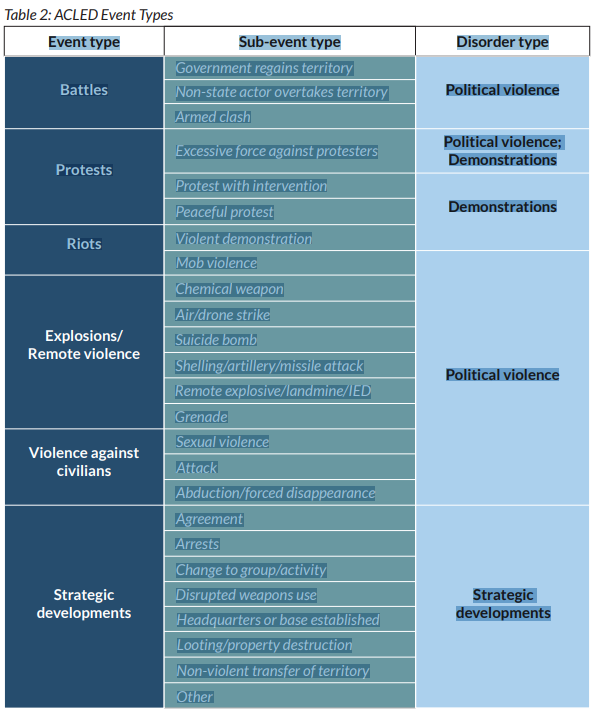 Table 2: ACLED Event Types
Event type Sub-event type Disorder type
Battles
Government regains territory
Non-state actor overtakes territory
Armed clash
Political violence
Protests
Excessive force against protesters
Political violence;
Demonstrations
Protest with intervention
Peaceful protest
Demonstrations
Riots
Violent demonstration
Mob violence
Explosions/
Remote violence
Chemical weapon
Air/drone strike
Suicide bomb
Shelling/artillery/missile attack
Remote explosive/landmine/IED
Grenade
Political violence
Violence against
civilians
Sexual violence
Attack
Abduction/forced disappearance
Strategic
developments
Agreement
Arrests
Change to group/activity
Disrupted weapons use
Headquarters or base established
Looting/property destruction
Non-violent transfer of territory
Other
Strategic
developments